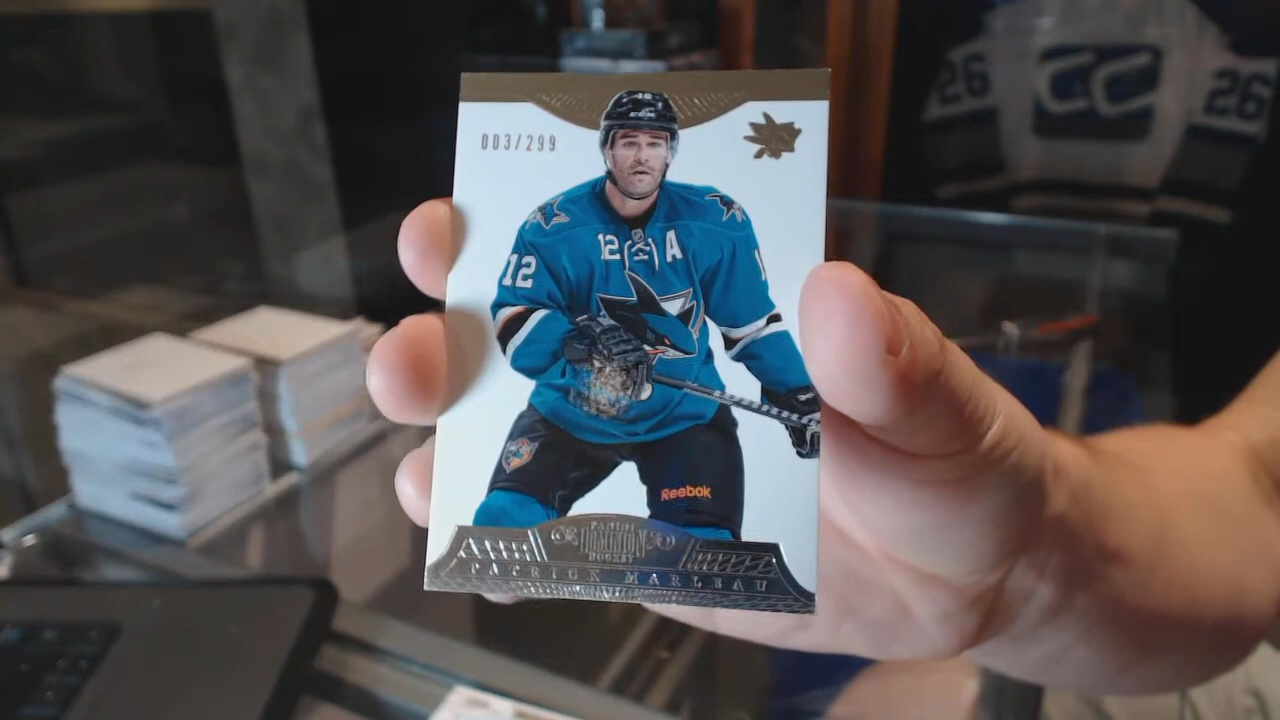 003/299
12
12 A
Reebok
PANINI
DOMINION
HOCKEY
PATRICK MARLEAU
26
26